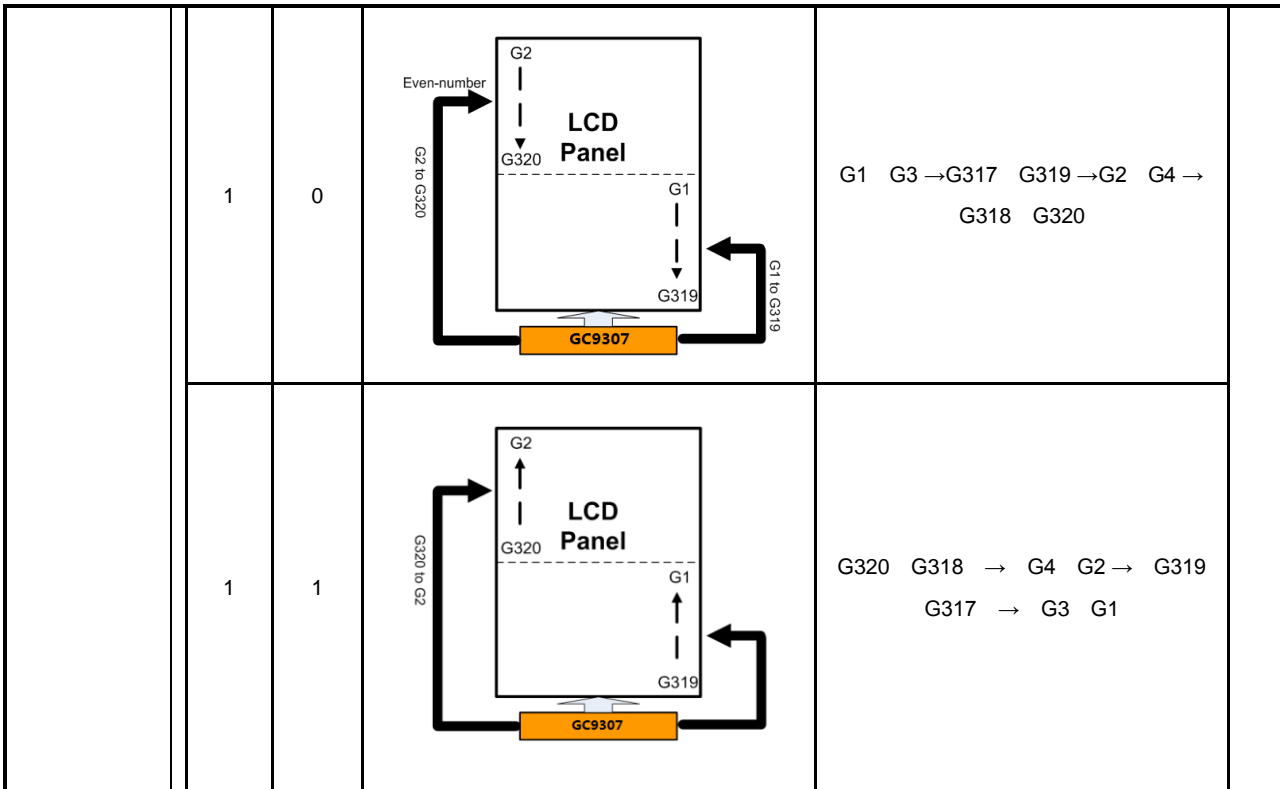 1
0
G2
Even-number
LCD
Panel
G320
G2 to G320
G1
G319
G1 to G319
GC9307
G1 G3 →G317 G319 →G2 G4 →
G318 G320
1
1
G2
LCD
Panel
G320
G320 to G2
G1
G319
GC9307
G320 G318 → G4 G2 → G319
G317 → G3 G1